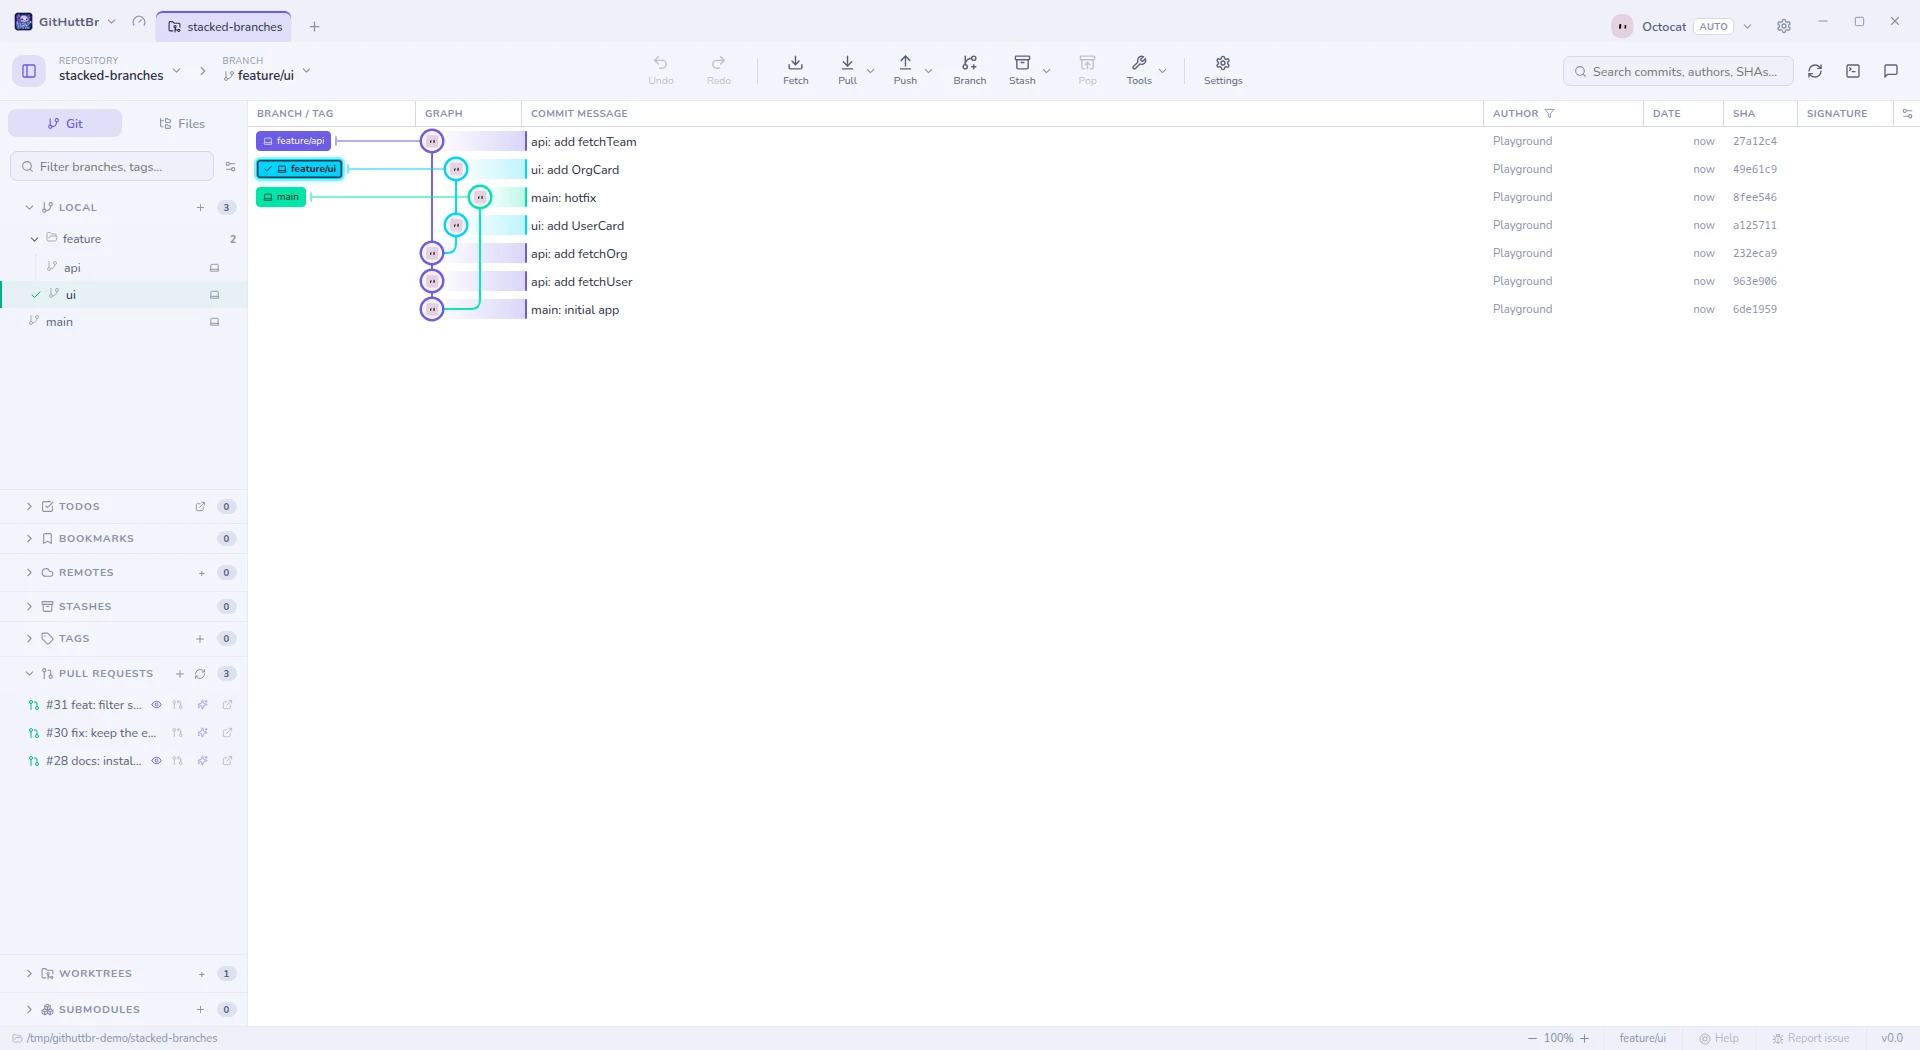 GitHuttBr
stacked-branches
Octocat AUTO
REPOSITORY
stacked-branches
BRANCH
feature/ui
Undo
Redo
Fetch
Pull
Push
Branch
Stash
Pop
Tools
Settings
Search commits, authors, SHAs...
Git
Files
Filter branches, tags...
LOCAL 3
feature 2
api
ui
main
TODOS 0
BOOKMARKS 0
REMOTES 0
STASHES 0
TAGS 0
PULL REQUESTS 3
#31 feat: filter s...
#30 fix: keep the e...
#28 docs: instal...
WORKTREES 1
SUBMODULES 0
BRANCH / TAG GRAPH COMMIT MESSAGE AUTHOR DATE SHA SIGNATURE
feature/api api: add fetchTeam Playground now 27a12c4
feature/ui ui: add OrgCard Playground now 49e61c9
main main: hotfix Playground now 8fee546
ui: add UserCard Playground now a125711
api: add fetchOrg Playground now 232eca9
api: add fetchUser Playground now 963e906
main: initial app Playground now 6de1959
/tmp/githuttbr-demo/stacked-branches
100%
feature/ui
Help
Report issue
v0.0